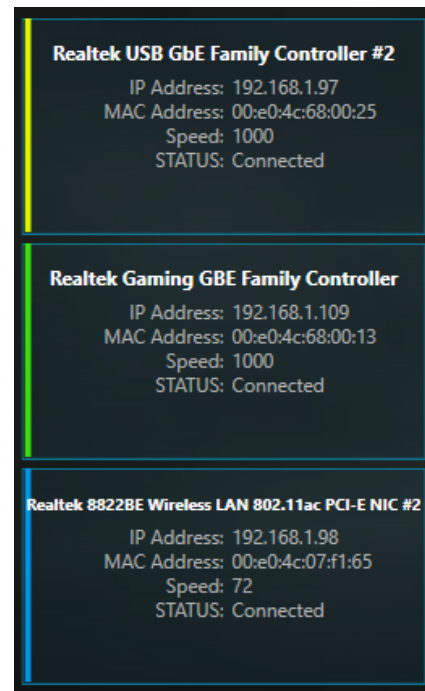 Realtek USB GbE Family Controller #2
IP Address: 192.168.1.97
MAC Address: 00:e0:4c:68:00:25
Speed: 1000
STATUS: Connected
Realtek Gaming GBE Family Controller
IP Address: 192.168.1.109
MAC Address: 00:e0:4c:68:00:13
Speed: 1000
STATUS: Connected
Realtek 8822BE Wireless LAN 802.11ac PCI-E NIC #2
IP Address: 192.168.1.98
MAC Address: 00:e0:4c:07:f1:65
Speed: 72
STATUS: Connected